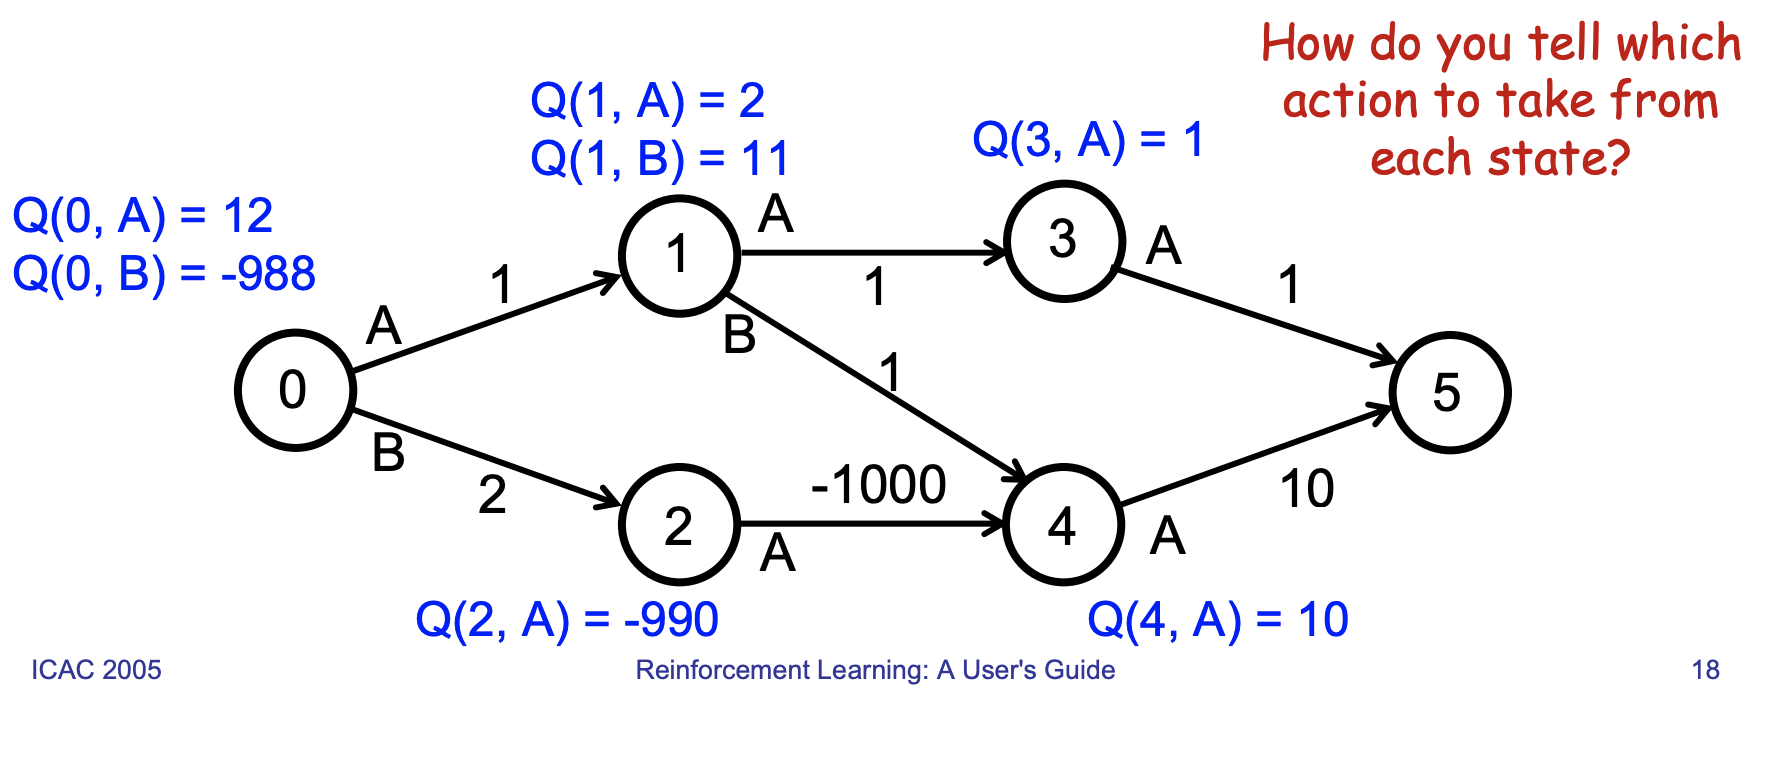 How do you tell which
action to take from
each state?
Q(1, A) = 2
Q(1, B) = 11
Q(3, A) = 1
Q(0, A) = 12
Q(0, B) = -988
A
1
B
2
0
1
A
1
B
1
3
A
1
2
-1000
A
4
10
A
5
Q(2, A) = -990
Q(4, A) = 10
ICAC 2005
Reinforcement Learning: A User's Guide
18